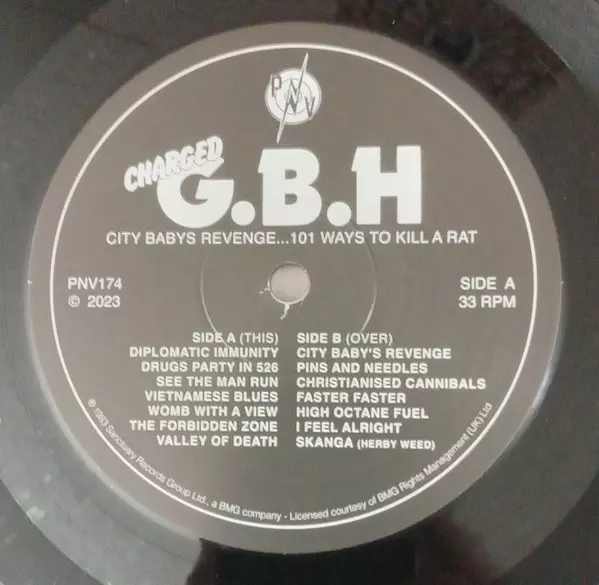 PNV
CHARGED
G.B.H
CITY BABYS REVENGE...101 WAYS TO KILL A RAT
PNV174
© 2023
SIDE A
33 RPM
SIDE A (THIS)
DIPLOMATIC IMMUNITY
DRUGS PARTY IN 526
SEE THE MAN RUN
VIETNAMESE BLUES
WOMB WITH A VIEW
THE FORBIDDEN ZONE
VALLEY OF DEATH
SIDE B (OVER)
CITY BABY'S REVENGE
PINS AND NEEDLES
CHRISTIANISED CANNIBALS
FASTER FASTER
HIGH OCTANE FUEL
I FEEL ALRIGHT
SKANGA (HERBY WEED)
℗ 1983 Sanctuary Records Group Ltd., a BMG company - Licensed courtesy of BMG Rights Management (UK) Ltd